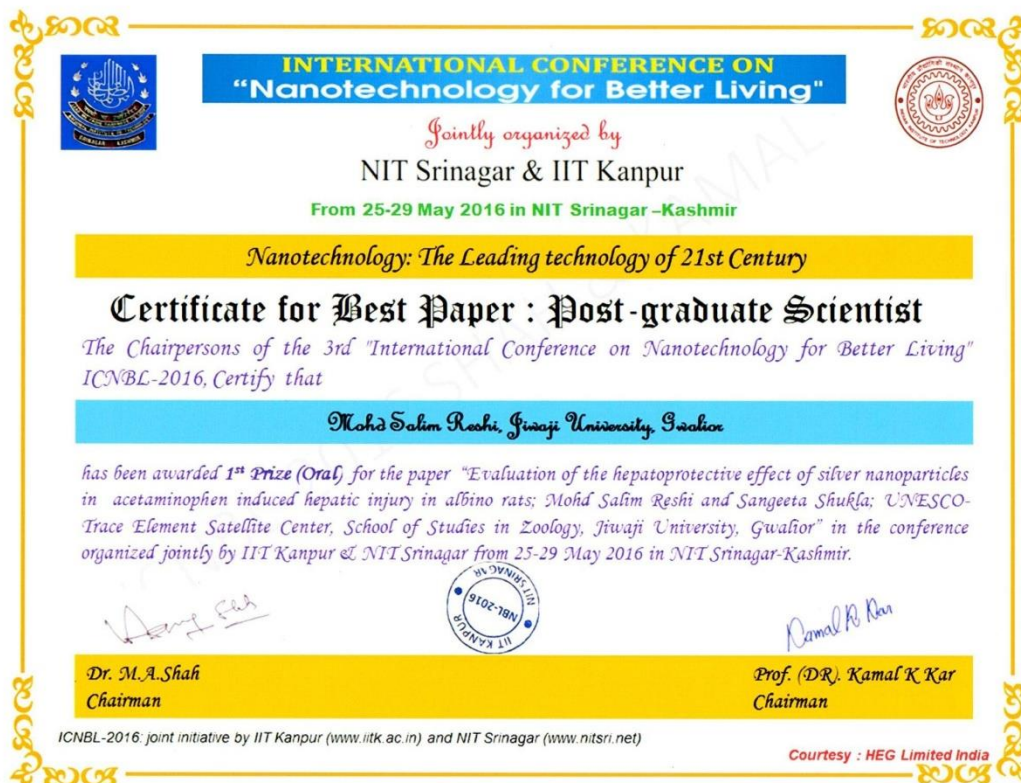 INTERNATIONAL CONFERENCE ON
"Nanotechnology for Better Living"
Jointly organized by
NIT Srinagar & IIT Kanpur
From 25-29 May 2016 in NIT Srinagar –Kashmir
Nanotechnology: The Leading technology of 21st Century
Certificate for Best Paper : Post-graduate Scientist
The Chairpersons of the 3rd "International Conference on Nanotechnology for Better Living"
ICNBL-2016, Certify that
Mohd Salim Reshi, Jiwaji University, Gwalior
has been awarded 1st Prize (Oral) for the paper "Evaluation of the hepatoprotective effect of silver nanoparticles
in acetaminophen induced hepatic injury in albino rats; Mohd Salim Reshi and Sangeeta Shukla; UNESCO-
Trace Element Satellite Center, School of Studies in Zoology, Jiwaji University, Gwalior" in the conference
organized jointly by IIT Kanpur & NIT Srinagar from 25-29 May 2016 in NIT Srinagar-Kashmir.
NIT SRINAGAR
NBL-2016
IIT KANPUR
Dr. M.A.Shah
Chairman
Prof. (DR). Kamal K Kar
Chairman
ICNBL-2016: joint initiative by IIT Kanpur (www.iitk.ac.in) and NIT Srinagar (www.nitsri.net)
Courtesy : HEG Limited India